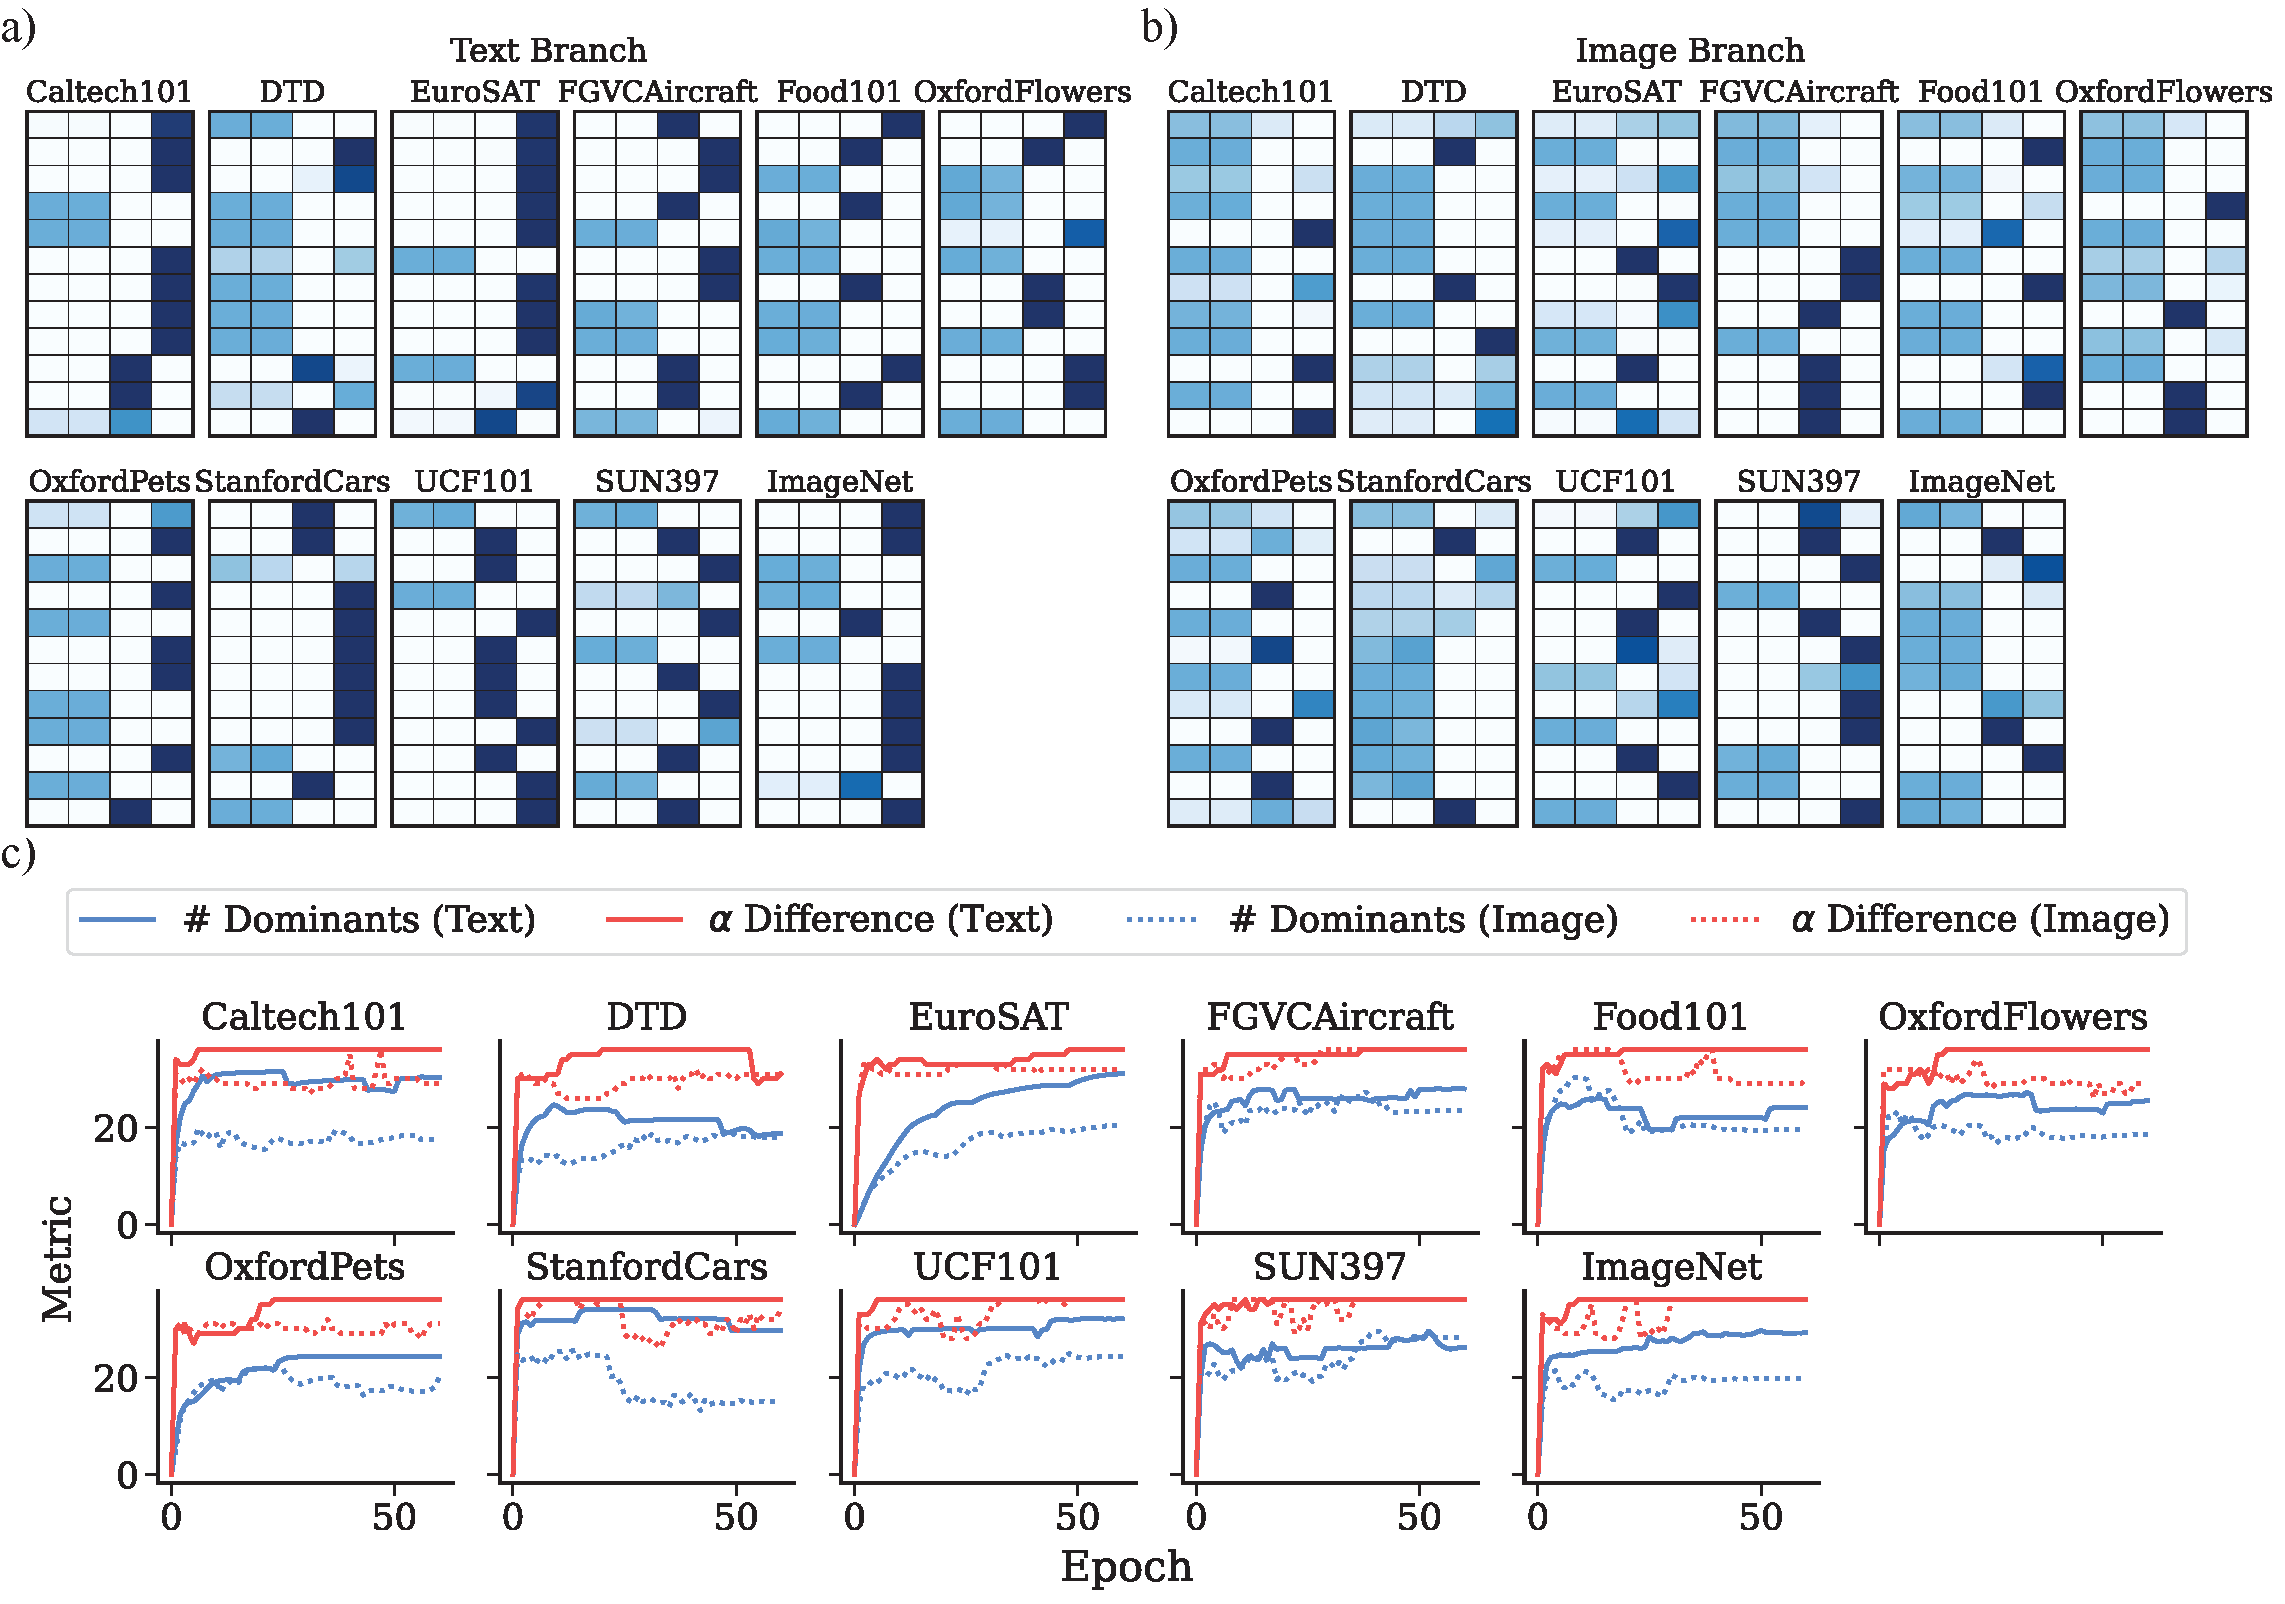 a)
Text Branch
Caltech101 DTD EuroSAT FGVCAircraft Food101 OxfordFlowers
OxfordPets StanfordCars UCF101 SUN397 ImageNet
b)
Image Branch
Caltech101 DTD EuroSAT FGVCAircraft Food101 OxfordFlowers
OxfordPets StanfordCars UCF101 SUN397 ImageNet
c)
# Dominants (Text) α Difference (Text) # Dominants (Image) α Difference (Image)
Caltech101 DTD EuroSAT FGVCAircraft Food101 OxfordFlowers
20
0
OxfordPets StanfordCars UCF101 SUN397 ImageNet
20
0
0 50 0 50 0 50 0 50 0 50
Metric
Epoch